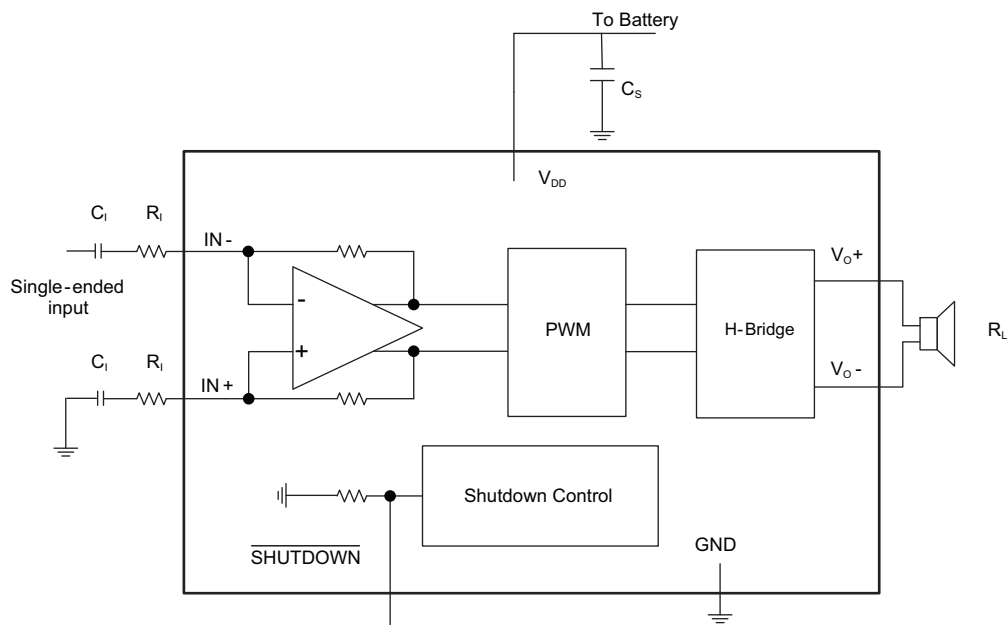 To Battery
C_S
V_DD
C_I
R_I
IN -
Single-ended
input
-
+
PWM
H-Bridge
V_O+
V_O-
R_L
C_I
R_I
IN +
Shutdown Control
SHUTDOWN
GND